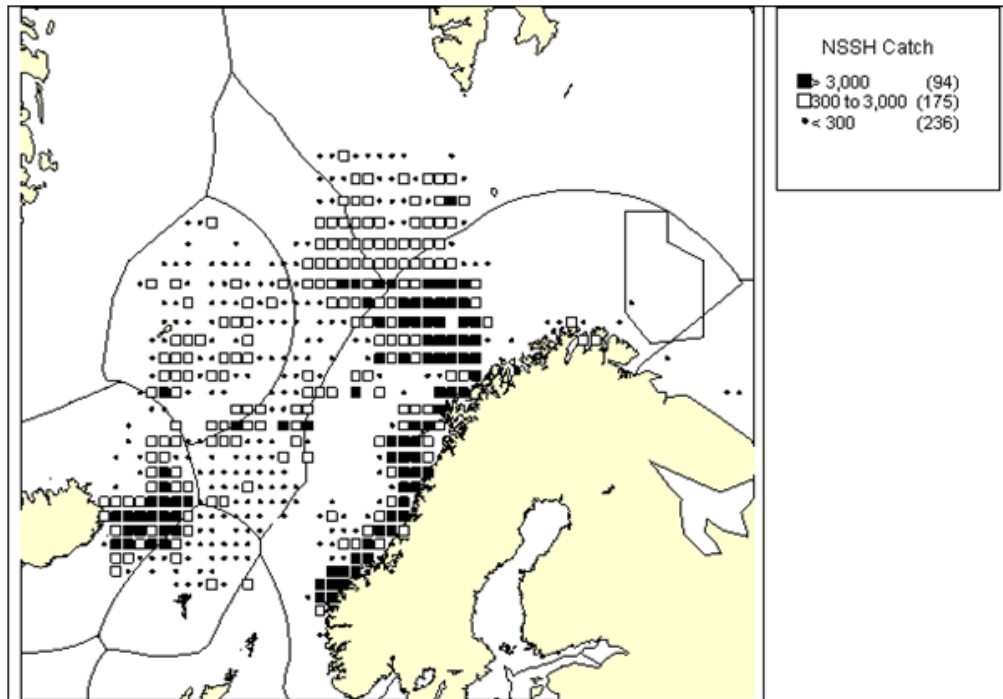 NSSH Catch
> 3,000 (94)
300 to 3,000 (175)
< 300 (236)